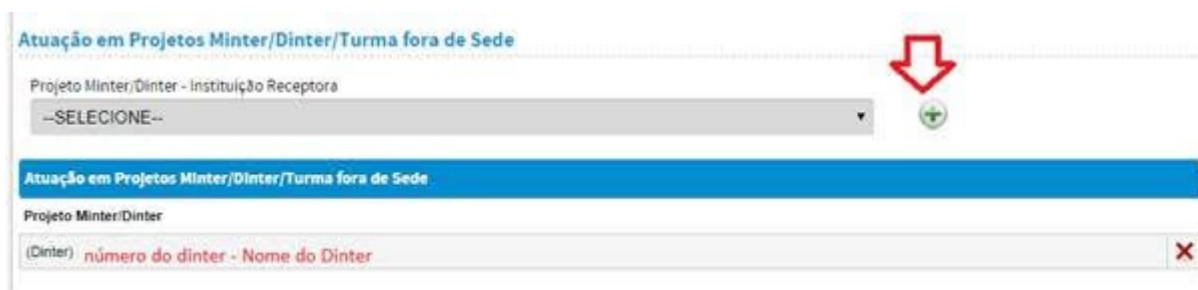 Atuação em Projetos Minter/Dinter/Turma fora de Sede
Projeto Minter/Dinter - Instituição Receptora
--SELECIONE--
Atuação em Projetos Minter/Dinter/Turma fora de Sede
Projeto Minter/Dinter
(Dinter) número do dinter - Nome do Dinter